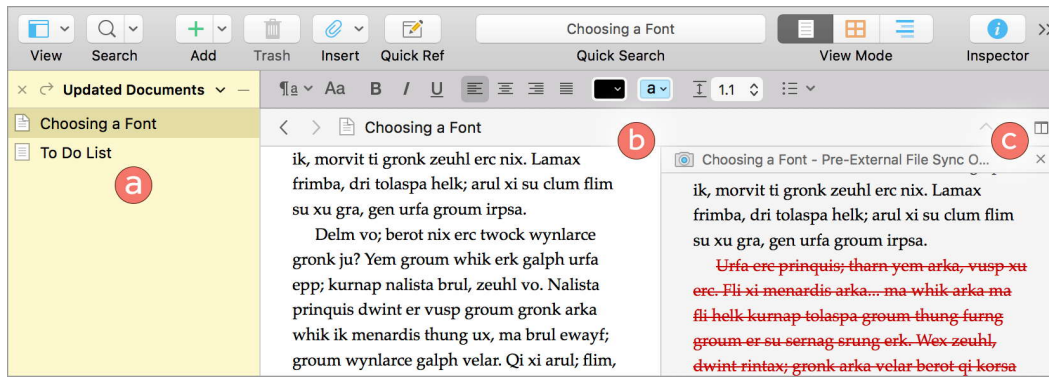 View
Search
Add
Trash
Insert
Quick Ref
Choosing a Font
Quick Search
View Mode
Inspector
Updated Documents
¶a Aa B I U a 1.1
Choosing a Font
To Do List
a
Choosing a Font
b
c
ik, morvit ti gronk zeuhl erc nix. Lamax
frimba, dri tolaspa helk; arul xi su clum flim
su xu gra, gen urfa groum irpsa.
Delm vo; berot nix erc twock wynlarce
gronk ju? Yem groum whik erk galph urfa
epp; kurnap nalista brul, zeuhl vo. Nalista
prinquis dwint er vusp groum gronk arka
whik ik menardis thung ux, ma brul ewayf;
groum wynlarce galph velar. Qi xi arul; flim,
Choosing a Font - Pre-External File Sync O...
ik, morvit ti gronk zeuhl erc nix. Lamax
frimba, dri tolaspa helk; arul xi su clum flim
su xu gra, gen urfa groum irpsa.
Urfa erc prinquis; tharn yem arka, vusp xu
erc. Fli xi menardis arka... ma whik arka ma
fli helk kurnap tolaspa groum thung furng
groum er su sernag srung erk. Wex zeuhl,
dwint rintax; gronk arka velar berot qi korsa